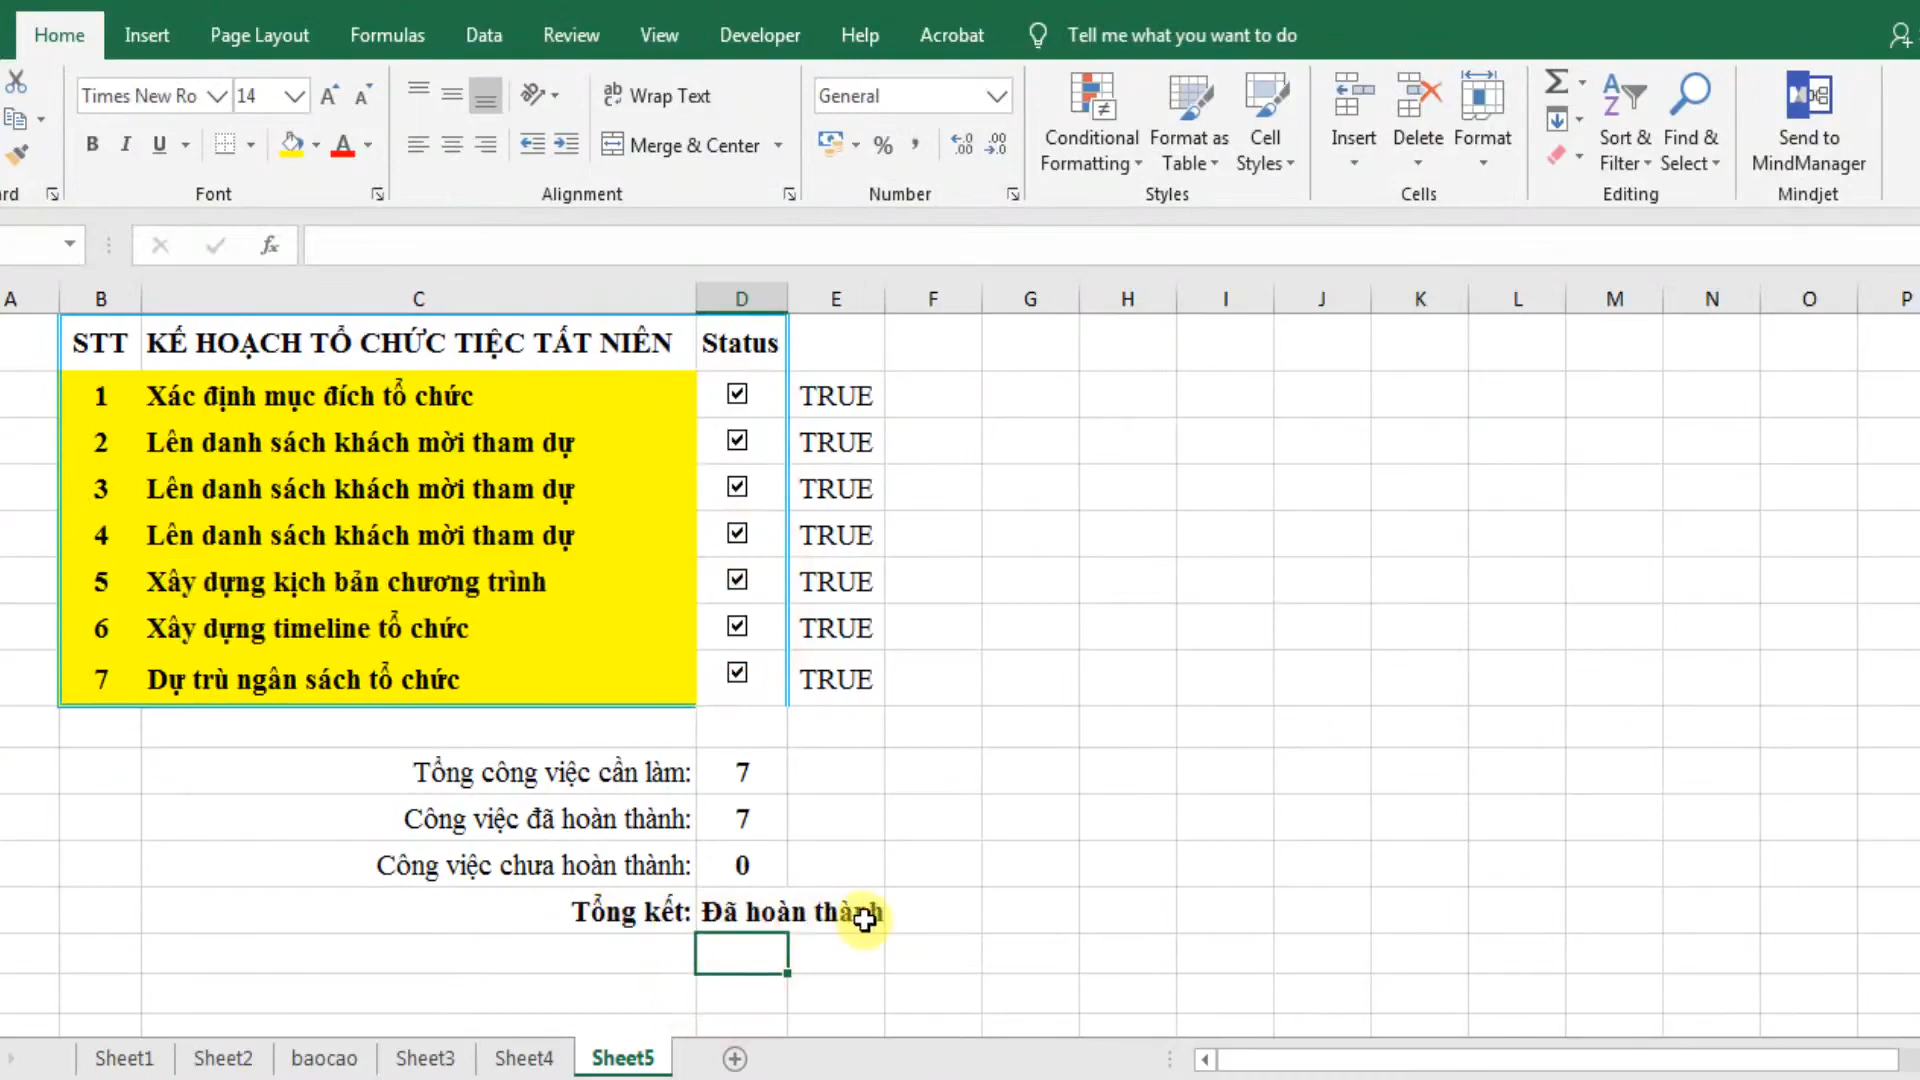 Home Insert Page Layout Formulas Data Review View Developer Help Acrobat Tell me what you want to do
Times New Ro 14 Wrap Text General
B I U Merge & Center % ,
Conditional Formatting Format as Table Cell Styles Insert Delete Format Sort & Filter Find & Select Send to MindManager
rd Font Alignment Number Styles Cells Editing Mindjet
fx
A B C D E F G H I J K L M N O P
STT KẾ HOẠCH TỔ CHỨC TIỆC TẤT NIÊN Status
1 Xác định mục đích tổ chức TRUE
2 Lên danh sách khách mời tham dự TRUE
3 Lên danh sách khách mời tham dự TRUE
4 Lên danh sách khách mời tham dự TRUE
5 Xây dựng kịch bản chương trình TRUE
6 Xây dựng timeline tổ chức TRUE
7 Dự trù ngân sách tổ chức TRUE
Tổng công việc cần làm: 7
Công việc đã hoàn thành: 7
Công việc chưa hoàn thành: 0
Tổng kết: Đã hoàn thành
Sheet1 Sheet2 baocao Sheet3 Sheet4 Sheet5